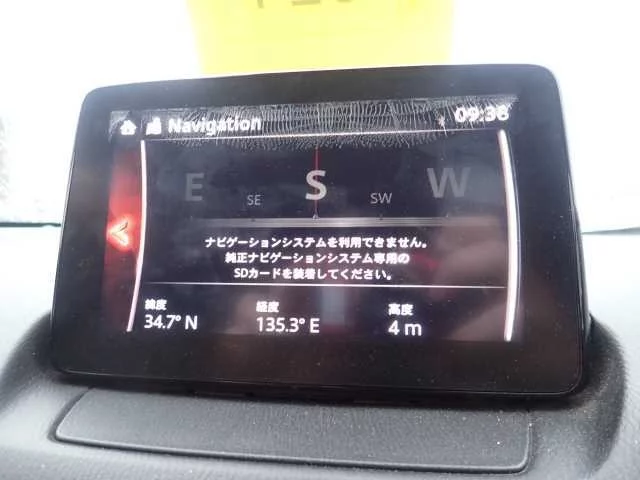 Navigation 09:38
E SE S SW W
ナビゲーションシステムを利用できません。
純正ナビゲーションシステム専用の
SDカードを装着してください。
緯度 経度 高度
34.7° N 135.3° E 4 m